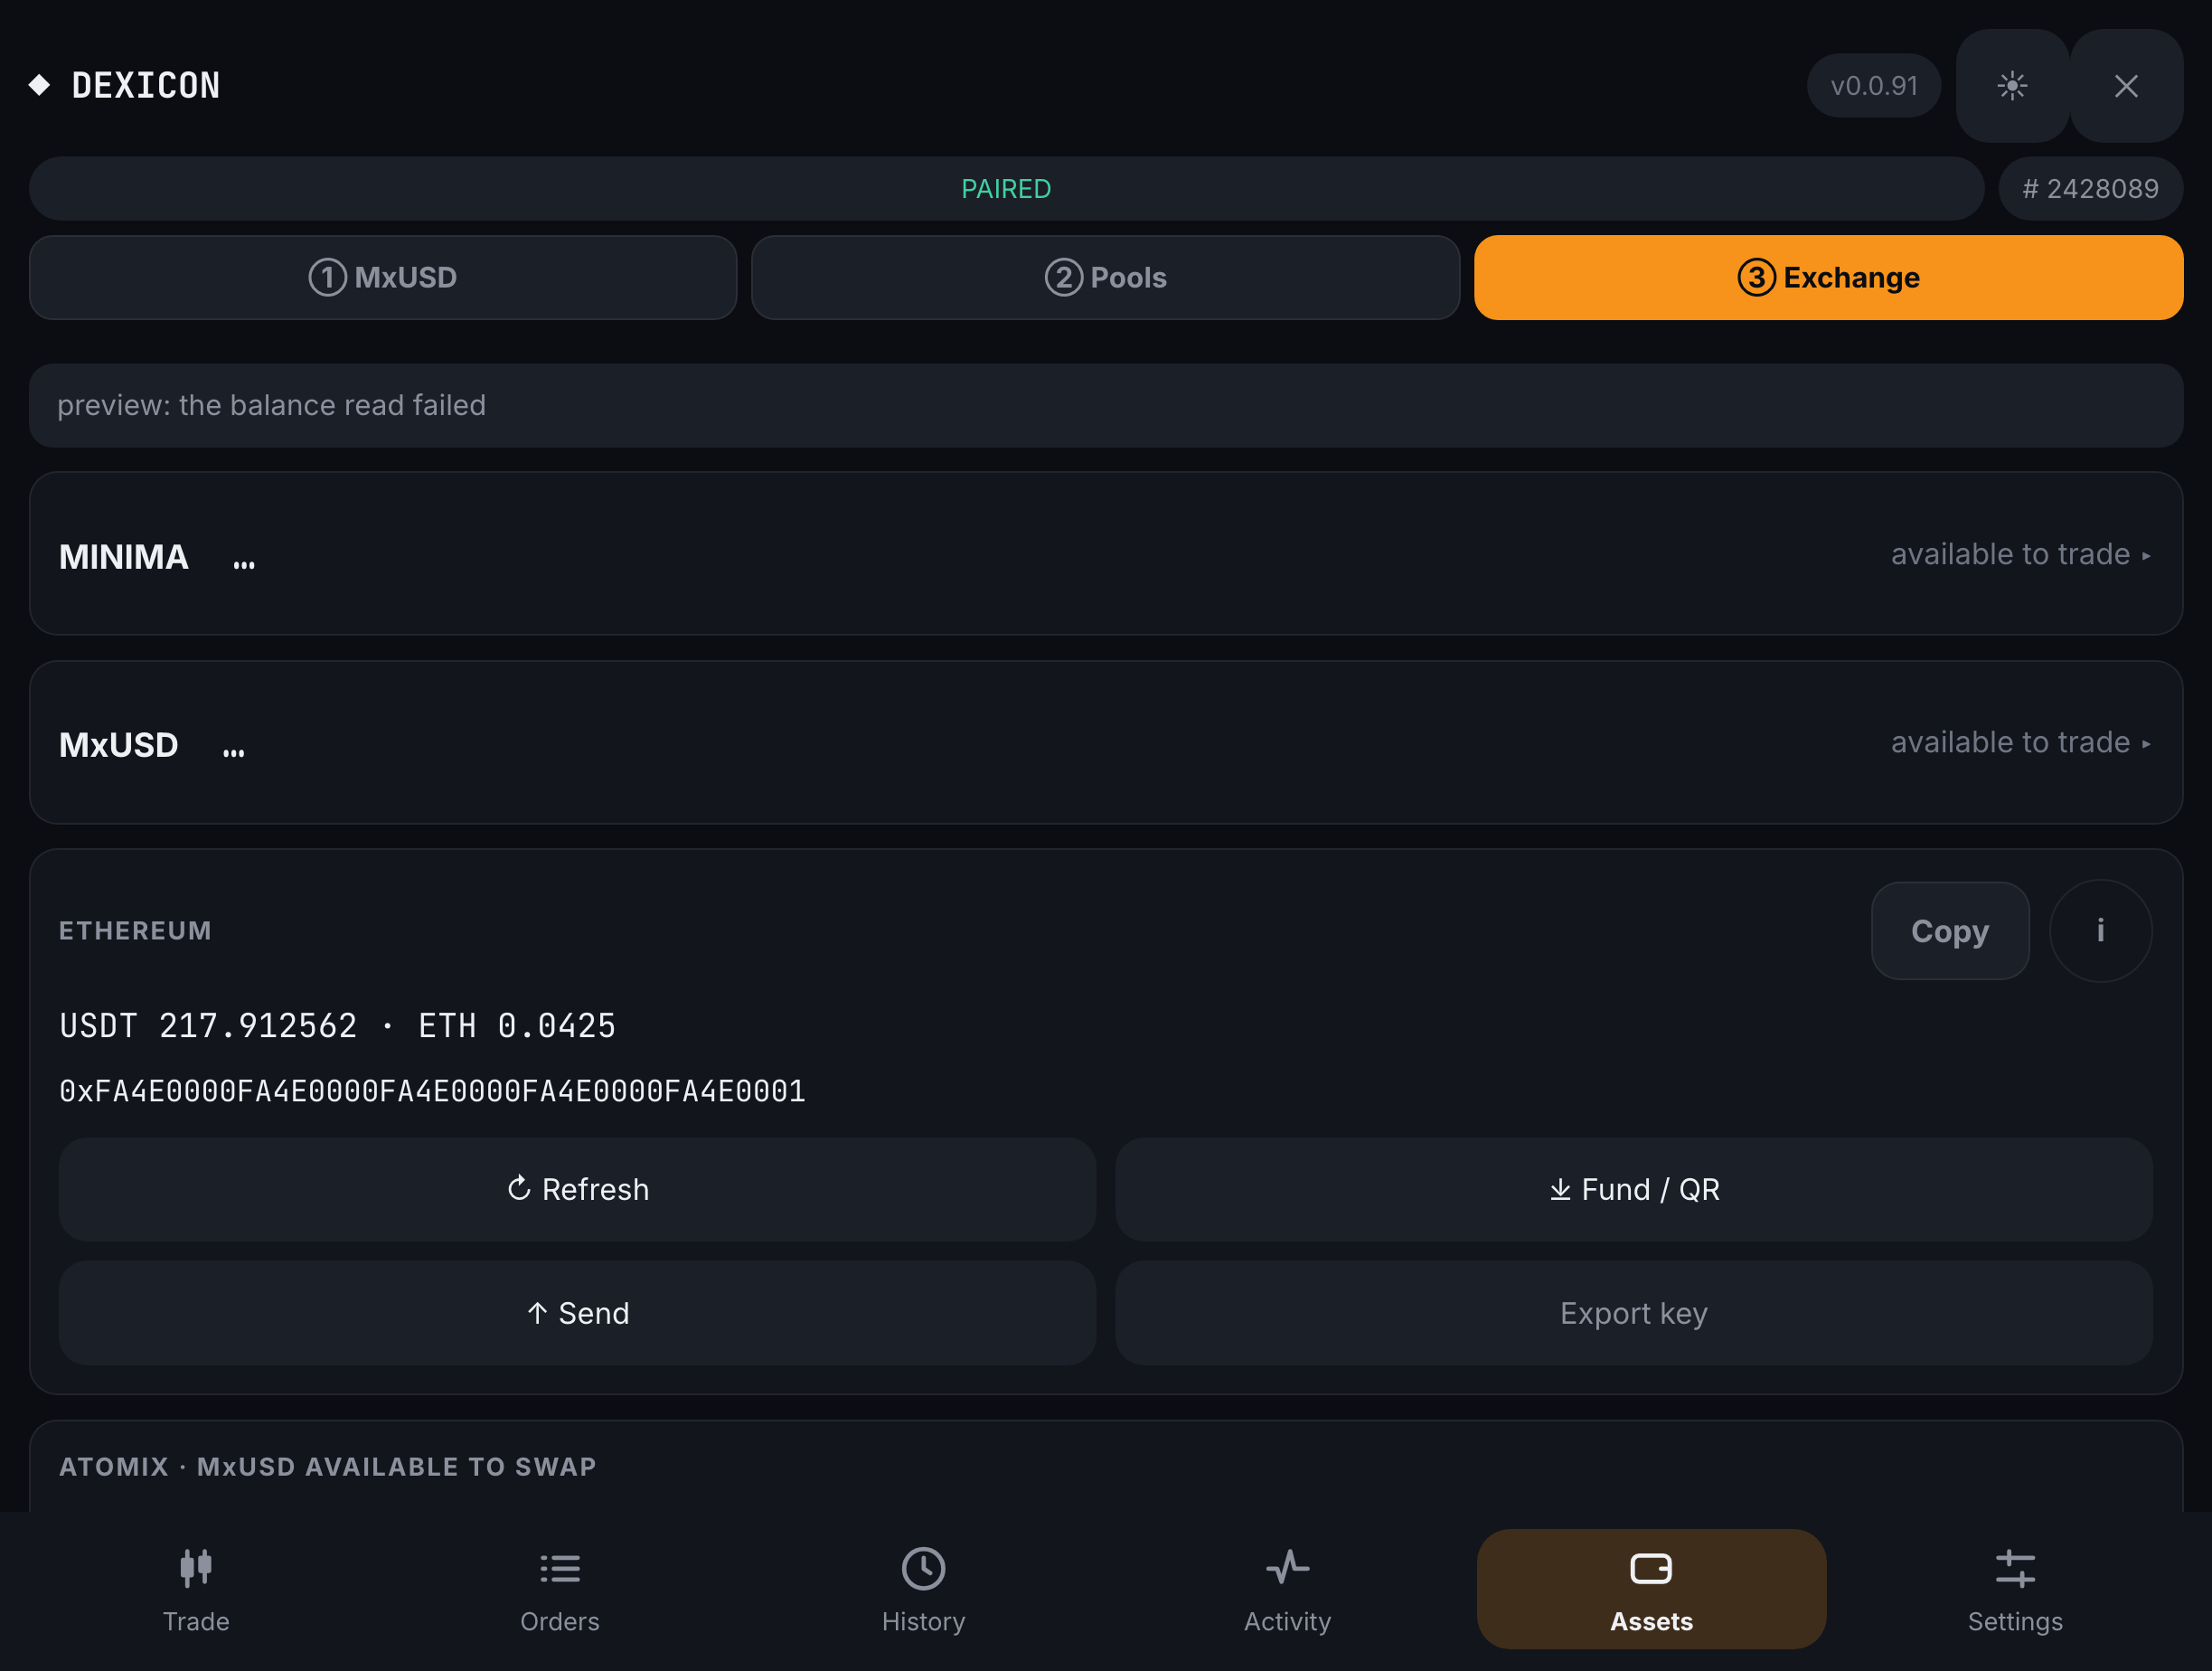 ◆ DEXICON v0.0.91
PAIRED # 2428089
① MxUSD ② Pools ③ Exchange
preview: the balance read failed
MINIMA … available to trade ▸
MxUSD … available to trade ▸
ETHEREUM Copy i
USDT 217.912562 · ETH 0.0425
0xFA4E0000FA4E0000FA4E0000FA4E0000FA4E0001
↻ Refresh ↓ Fund / QR
↑ Send Export key
ATOMIX · MxUSD AVAILABLE TO SWAP
Trade Orders History Activity Assets Settings